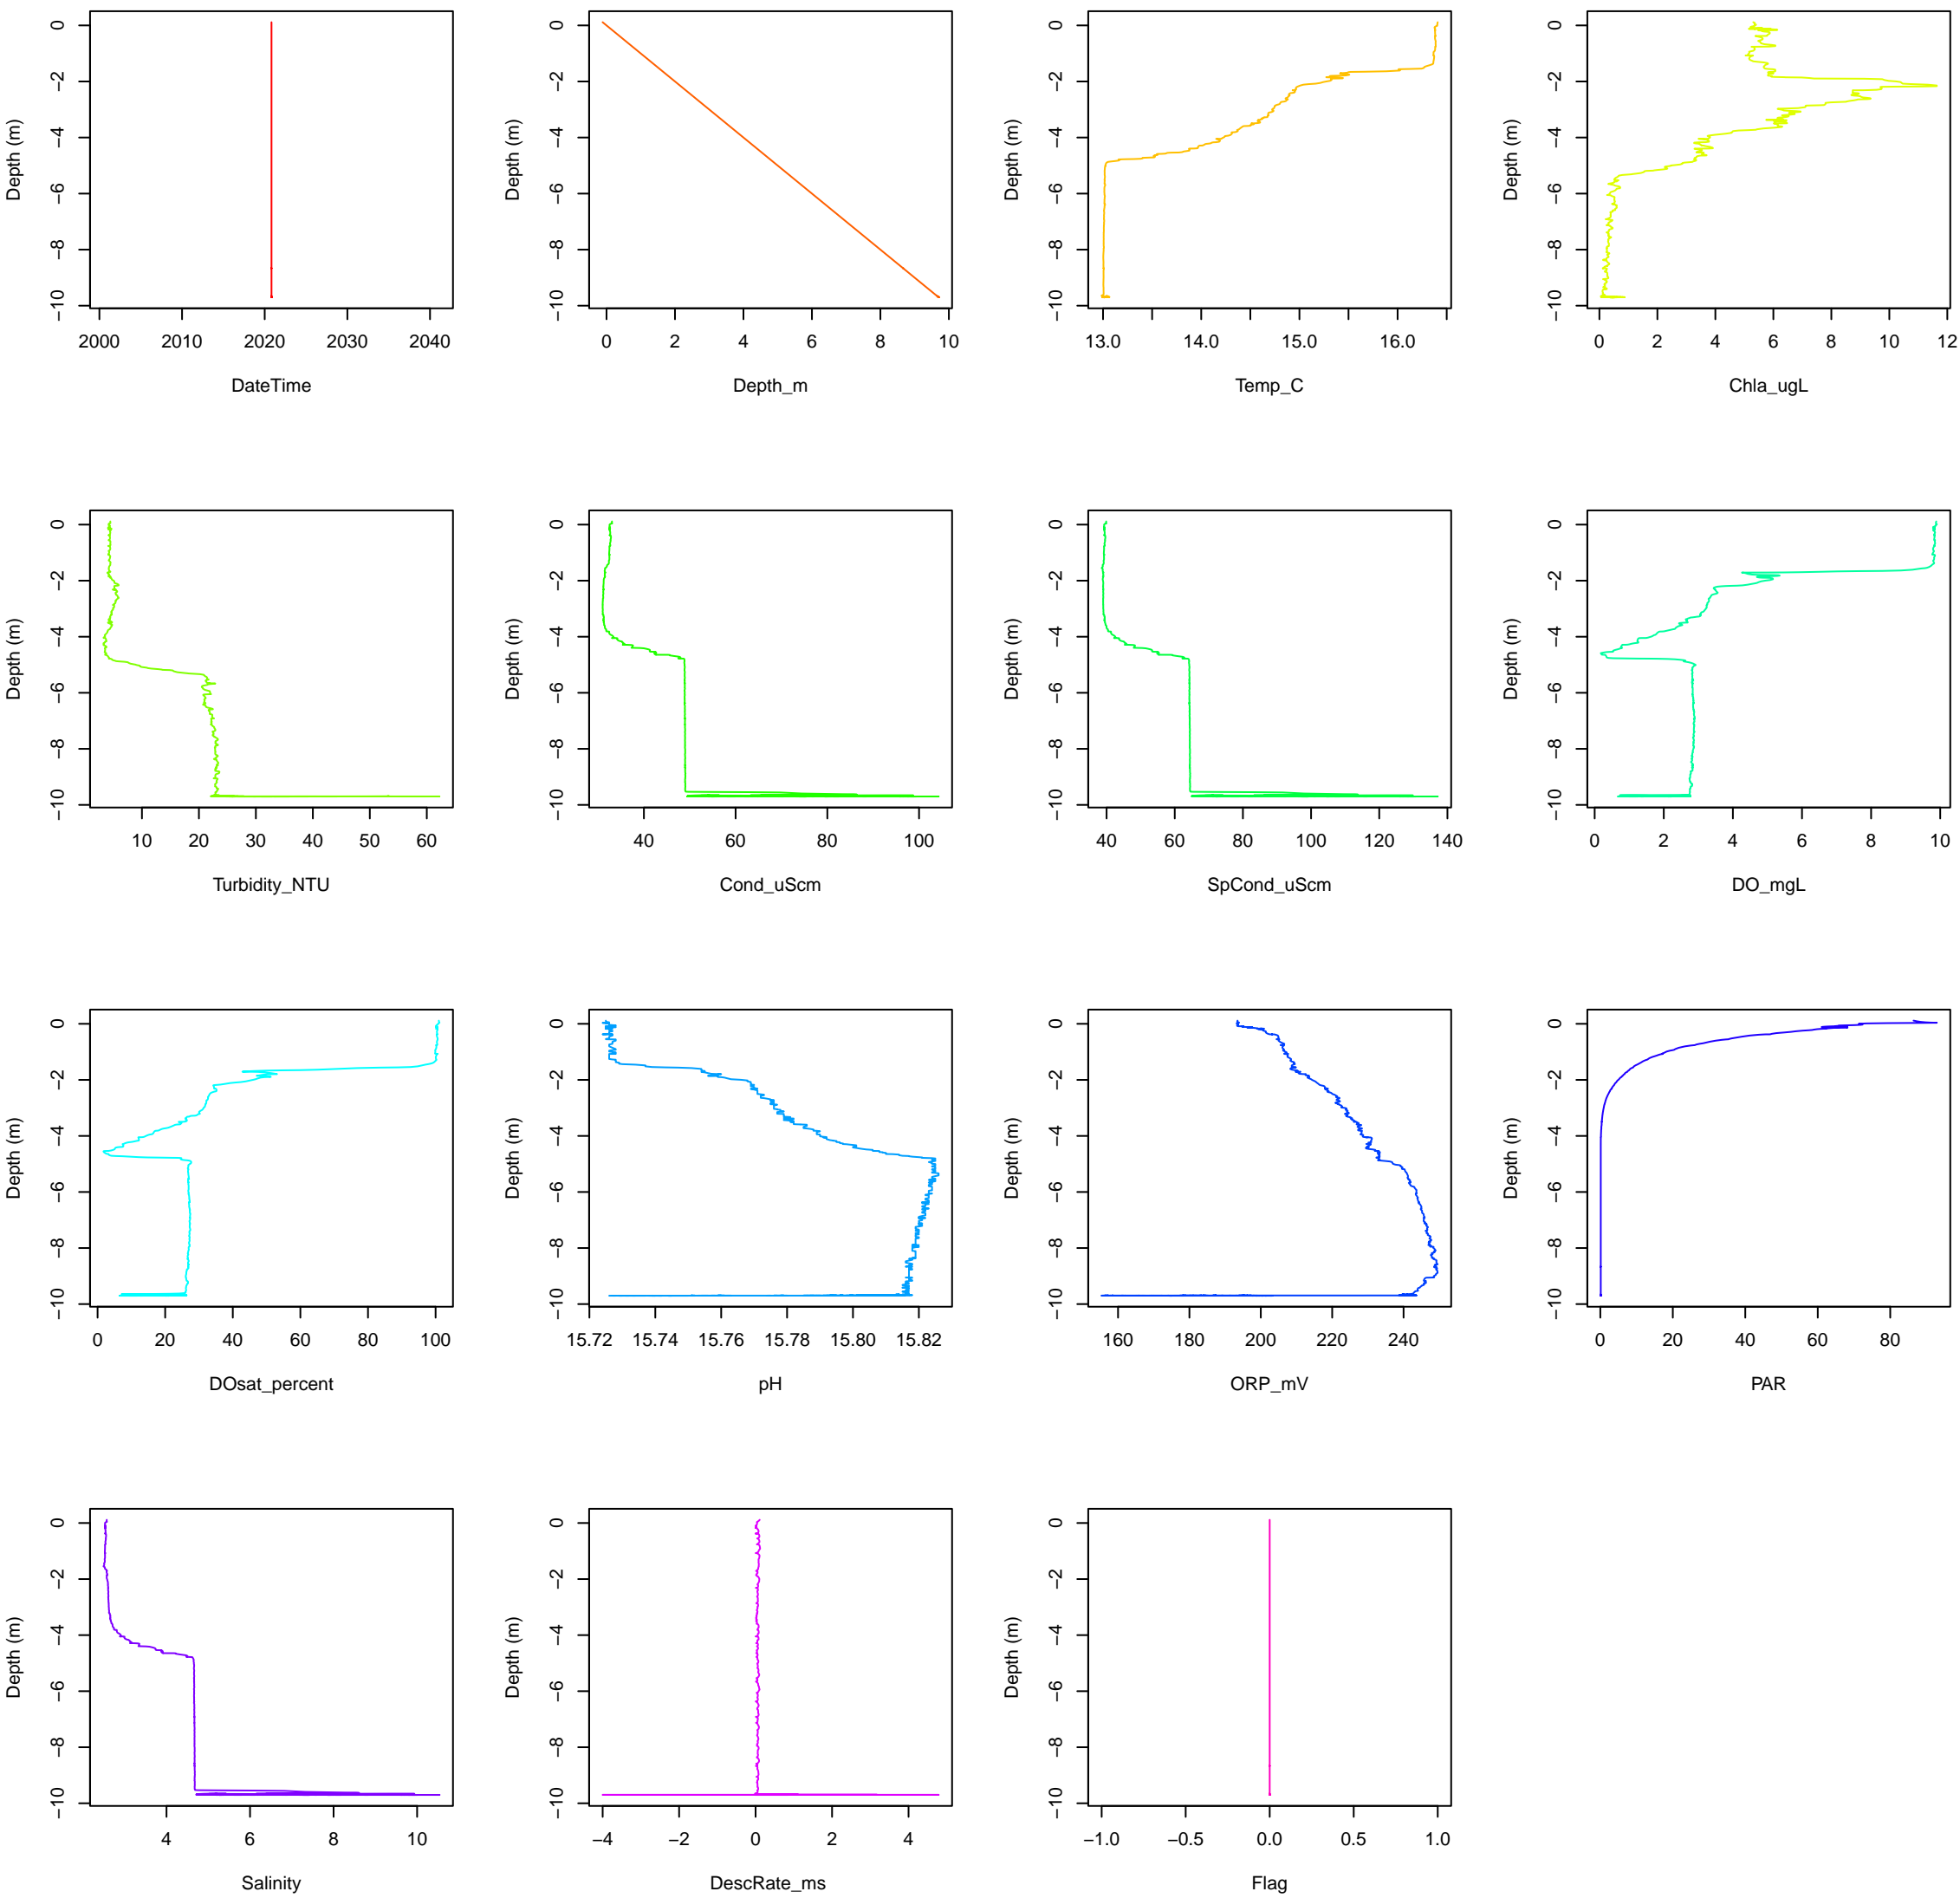 Depth (m)
0
−2
−4
−6
−8
−10
2000 2010 2020 2030 2040
DateTime
Depth (m)
0
−2
−4
−6
−8
−10
0 2 4 6 8 10
Depth_m
Depth (m)
0
−2
−4
−6
−8
−10
13.0 14.0 15.0 16.0
Temp_C
Depth (m)
0
−2
−4
−6
−8
−10
0 2 4 6 8 10 12
Chla_ugL
Depth (m)
0
−2
−4
−6
−8
−10
10 20 30 40 50 60
Turbidity_NTU
Depth (m)
0
−2
−4
−6
−8
−10
40 60 80 100
Cond_uScm
Depth (m)
0
−2
−4
−6
−8
−10
40 60 80 100 120 140
SpCond_uScm
Depth (m)
0
−2
−4
−6
−8
−10
0 2 4 6 8 10
DO_mgL
Depth (m)
0
−2
−4
−6
−8
−10
0 20 40 60 80 100
DOsat_percent
Depth (m)
0
−2
−4
−6
−8
−10
15.72 15.74 15.76 15.78 15.80 15.82
pH
Depth (m)
0
−2
−4
−6
−8
−10
160 180 200 220 240
ORP_mV
Depth (m)
0
−2
−4
−6
−8
−10
0 20 40 60 80
PAR
Depth (m)
0
−2
−4
−6
−8
−10
4 6 8 10
Salinity
Depth (m)
0
−2
−4
−6
−8
−10
−4 −2 0 2 4
DescRate_ms
Depth (m)
0
−2
−4
−6
−8
−10
−1.0 −0.5 0.0 0.5 1.0
Flag